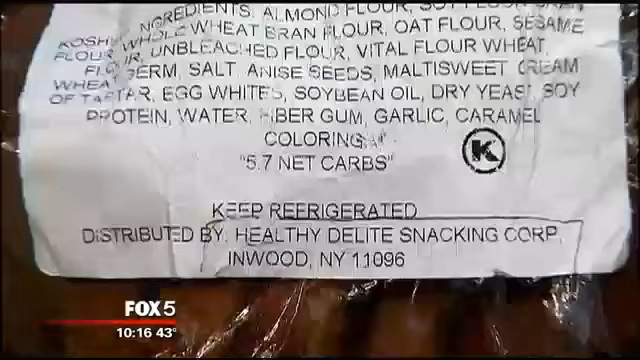 INGREDIENTS: ALMOND FLOUR, SOY FLOUR, BRAN
KOSH WHOLE WHEAT BRAN FLOUR, OAT FLOUR, SESAME
FLOUR UNBLEACHED FLOUR, VITAL FLOUR WHEAT,
GERM, SALT ANISE SEEDS, MALTISWEET CREAM
WHEA
OF TARTAR, EGG WHITES, SOYBEAN OIL, DRY YEAST SOY
PROTEIN, WATER, FIBER GUM, GARLIC, CARAMEL
COLORING
"5.7 NET CARBS"
K
KEEP REFRIGERATED
DISTRIBUTED BY: HEALTHY DELITE SNACKING CORP.
INWOOD, NY 11096
FOX 5
10:16 43°